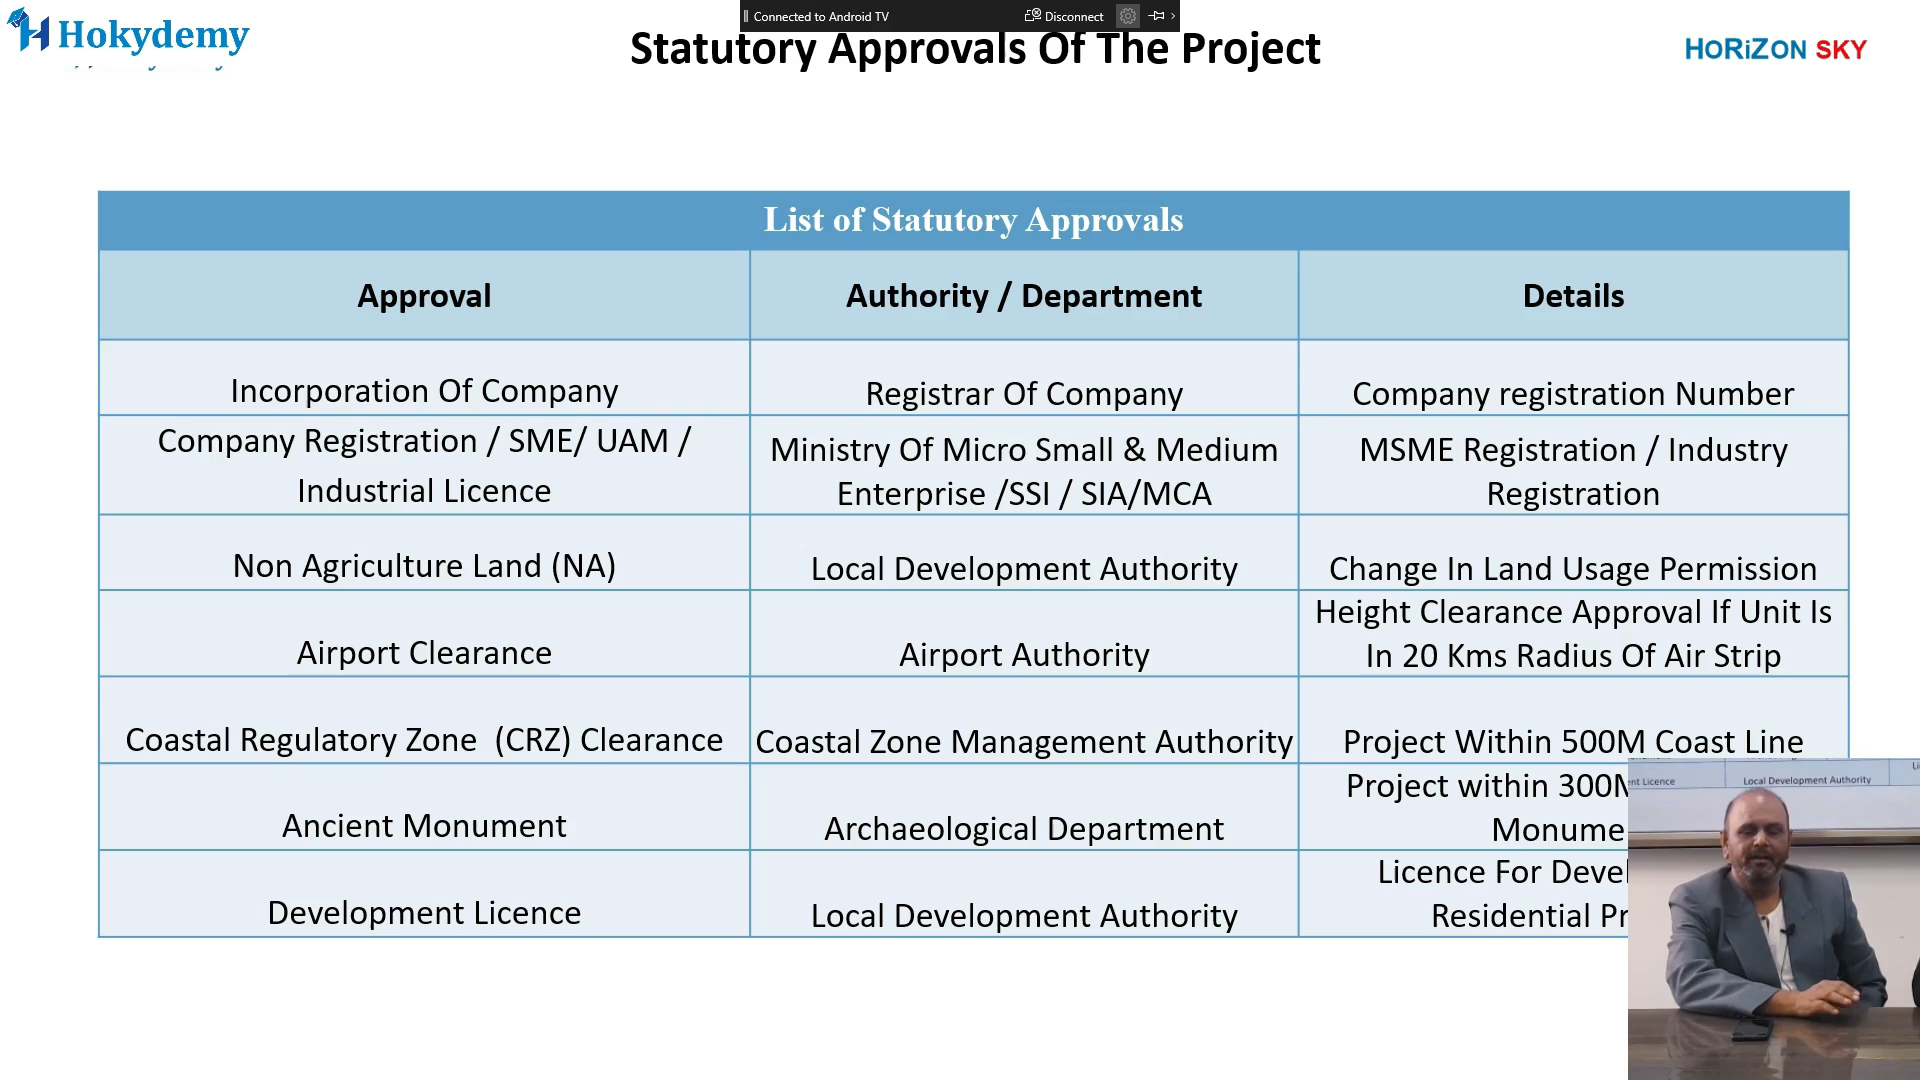 Connected to Android TV
Disconnect
Hokydemy
Statutory Approvals Of The Project
HORiZON SKY
List of Statutory Approvals
Approval
Authority / Department
Details
Incorporation Of Company
Registrar Of Company
Company registration Number
Company Registration / SME/ UAM /
Industrial Licence
Ministry Of Micro Small & Medium
Enterprise /SSI / SIA/MCA
MSME Registration / Industry
Registration
Non Agriculture Land (NA)
Local Development Authority
Change In Land Usage Permission
Airport Clearance
Airport Authority
Height Clearance Approval If Unit Is
In 20 Kms Radius Of Air Strip
Coastal Regulatory Zone (CRZ) Clearance
Coastal Zone Management Authority
Project Within 500M Coast Line
Ancient Monument
Archaeological Department
Project within 300M
Monume
Development Licence
Local Development Authority
Licence For Devel
Residential Pr
nt Licence
Local Development Authority